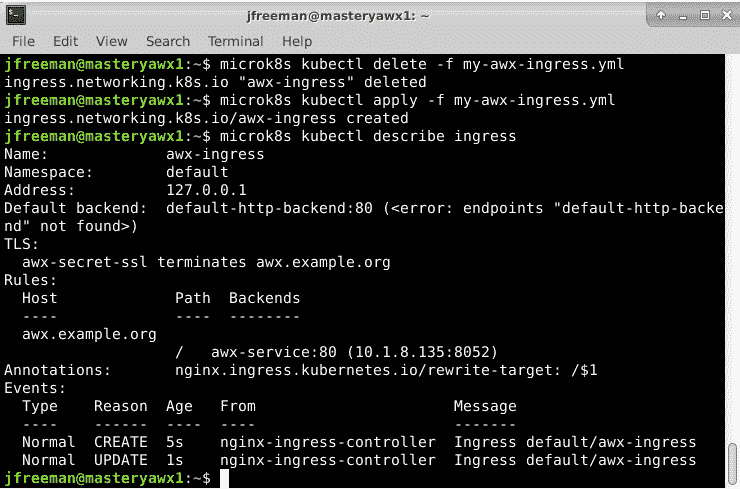 jfreeman@masteryawx1: ~
File Edit View Search Terminal Help
jfreeman@masteryawx1:~$ microk8s kubectl delete -f my-awx-ingress.yml
ingress.networking.k8s.io "awx-ingress" deleted
jfreeman@masteryawx1:~$ microk8s kubectl apply -f my-awx-ingress.yml
ingress.networking.k8s.io/awx-ingress created
jfreeman@masteryawx1:~$ microk8s kubectl describe ingress
Name:             awx-ingress
Namespace:        default
Address:          127.0.0.1
Default backend:  default-http-backend:80 (<error: endpoints "default-http-backe
nd" not found>)
TLS:
  awx-secret-ssl terminates awx.example.org
Rules:
  Host             Path  Backends
  ----             ----  --------
  awx.example.org
                   /   awx-service:80 (10.1.8.135:8052)
Annotations:       nginx.ingress.kubernetes.io/rewrite-target: /$1
Events:
  Type    Reason  Age   From                      Message
  ----    ------  ----  ----                      -------
  Normal  CREATE  5s    nginx-ingress-controller  Ingress default/awx-ingress
  Normal  UPDATE  1s    nginx-ingress-controller  Ingress default/awx-ingress
jfreeman@masteryawx1:~$